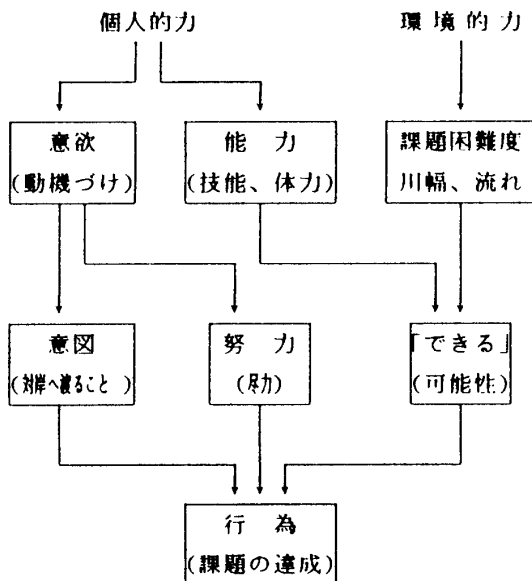 個人的力
環境的力
意欲
(動機づけ)
能力
(技能、体力)
課題困難度
川幅、流れ
意図
(対岸へ渡ること)
努力
(尽力)
「できる」
(可能性)
行為
(課題の達成)